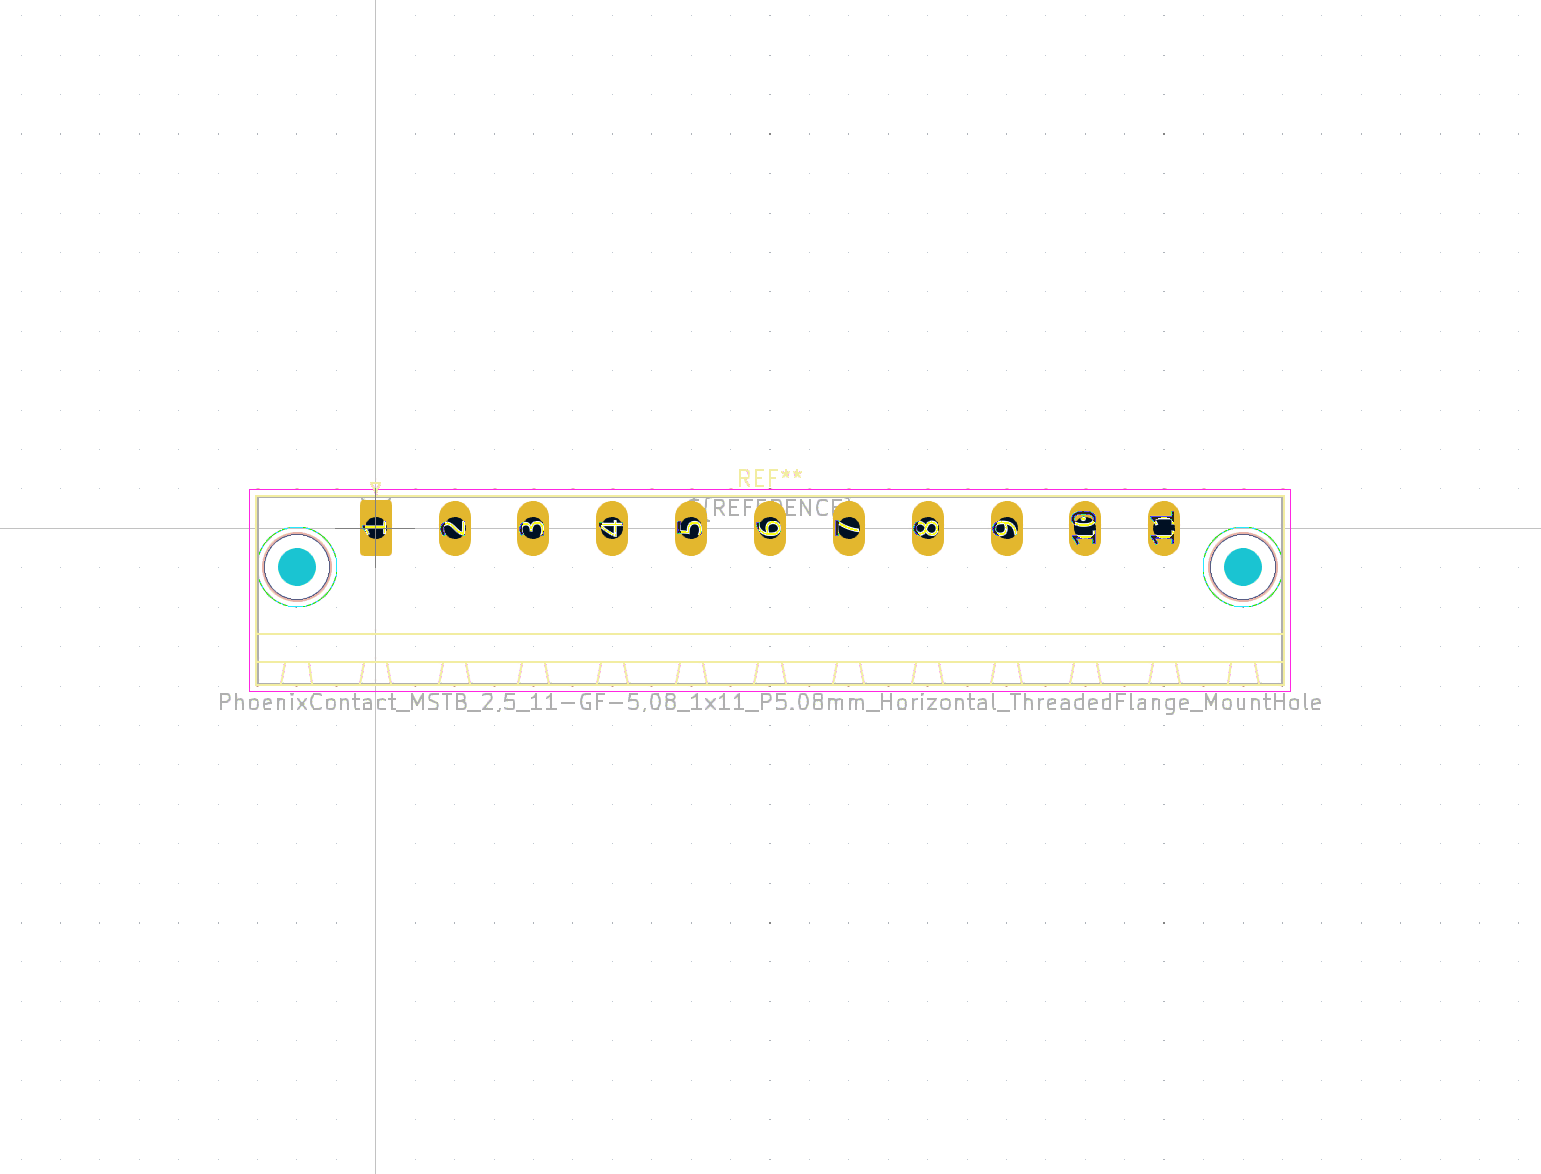 REF**
${REFERENCE}
1 2 3 4 5 6 7 8 9 10 11
PhoenixContact_MSTB_2,5_11-GF-5,08_1x11_P5.08mm_Horizontal_ThreadedFlange_MountHole